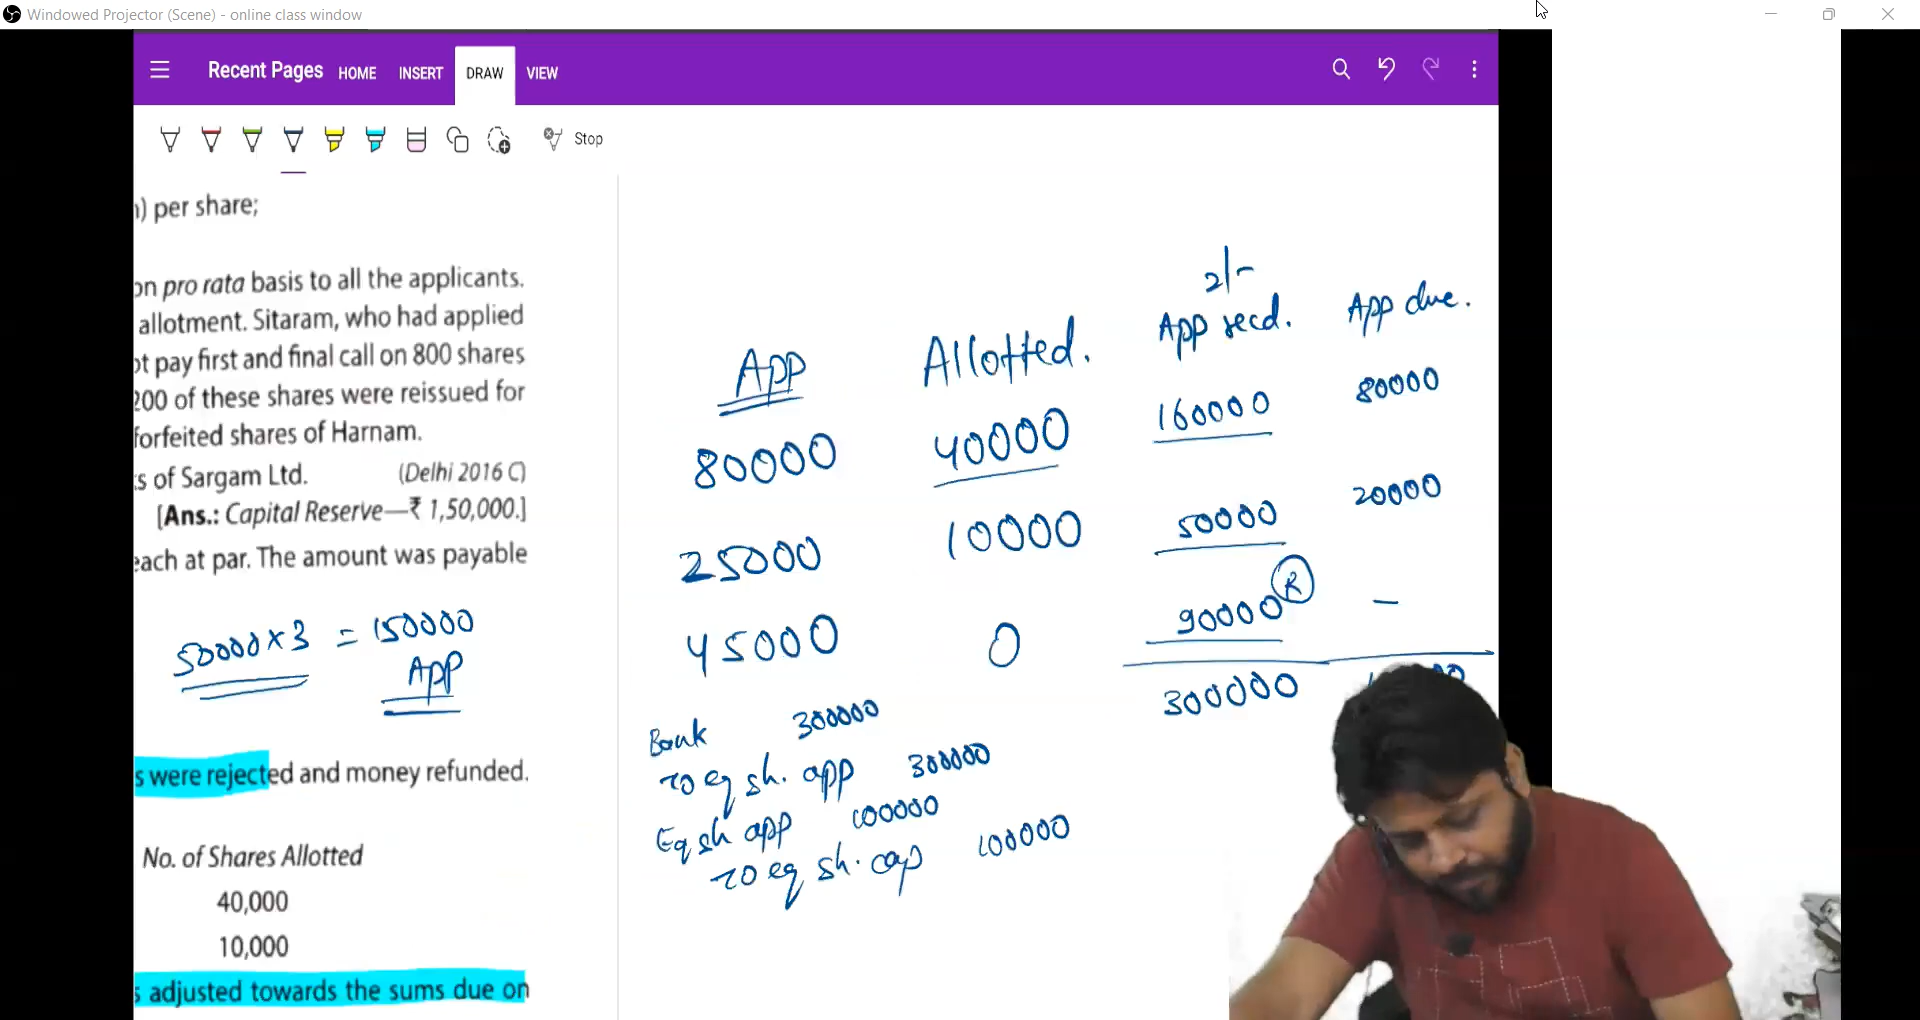 Windowed Projector (Scene) - online class window
Recent Pages HOME INSERT DRAW VIEW
Stop
) per share;
on pro rata basis to all the applicants.
allotment. Sitaram, who had applied
ot pay first and final call on 800 shares
200 of these shares were reissued for
forfeited shares of Harnam.
s of Sargam Ltd. (Delhi 2016 C)
[Ans.: Capital Reserve—₹ 1,50,000.]
each at par. The amount was payable
50000 x 3 = 150000
App
s were rejected and money refunded.
No. of Shares Allotted
40,000
10,000
s adjusted towards the sums due on
2/-
App Allotted. App recd. App due.
80000 40000 160000 80000
25000 10000 50000 20000
45000 0 90000 R -
300000
Bank 300000
To eq sh. app 300000
Eq sh app 100000
To eq sh. cap 100000